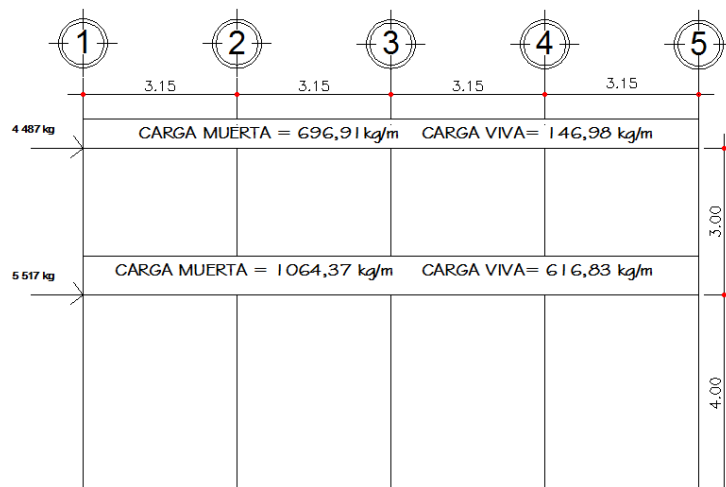 1 2 3 4 5
3.15 3.15 3.15 3.15
4 487 kg
CARGA MUERTA = 696,91kg/m CARGA VIVA= 146,98 kg/m
3.00
5 517 kg
CARGA MUERTA = 1064,37 kg/m CARGA VIVA= 616,83 kg/m
4.00